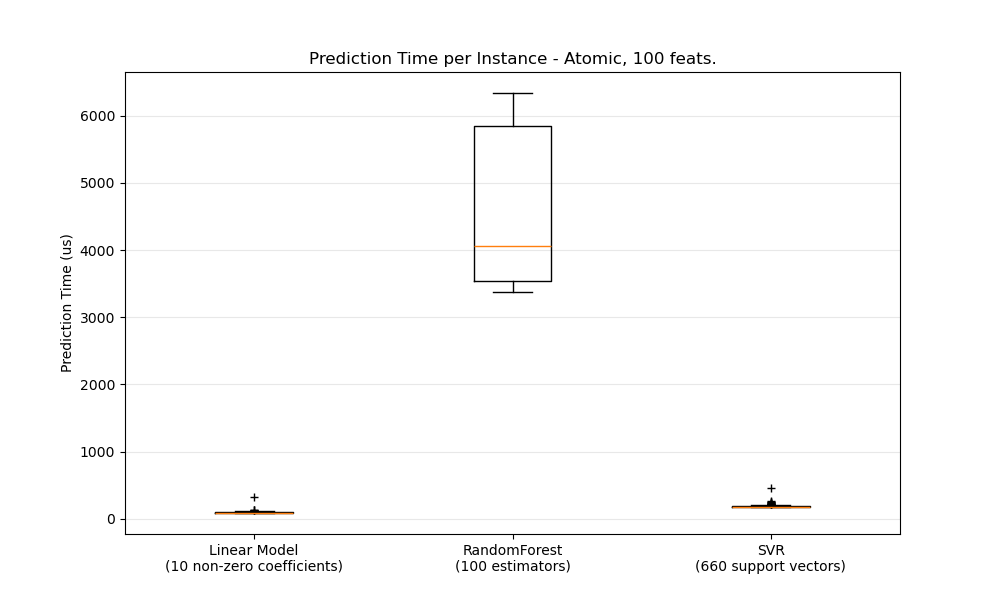 Prediction Time per Instance - Atomic, 100 feats.
Prediction Time (us)
6000
5000
4000
3000
2000
1000
0
Linear Model
(10 non-zero coefficients)
RandomForest
(100 estimators)
SVR
(660 support vectors)